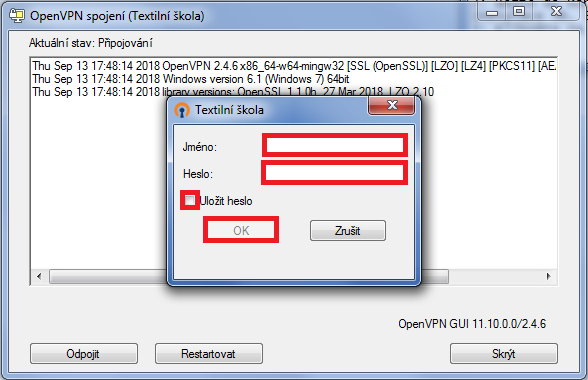 OpenVPN spojení (Textilní škola)
Aktuální stav: Připojování
Thu Sep 13 17:48:14 2018 OpenVPN 2.4.6 x86_64-w64-mingw32 [SSL (OpenSSL)] [LZO] [LZ4] [PKCS11] [AE
Thu Sep 13 17:48:14 2018 Windows version 6.1 (Windows 7) 64bit
Thu Sep 13 17:48:14 2018 library versions: OpenSSL 1.1.0h 27 Mar 2018, LZO 2.10
Textilní škola
Jméno:
Heslo:
Uložit heslo
OK Zrušit
OpenVPN GUI 11.10.0.0/2.4.6
Odpojit Restartovat Skrýt